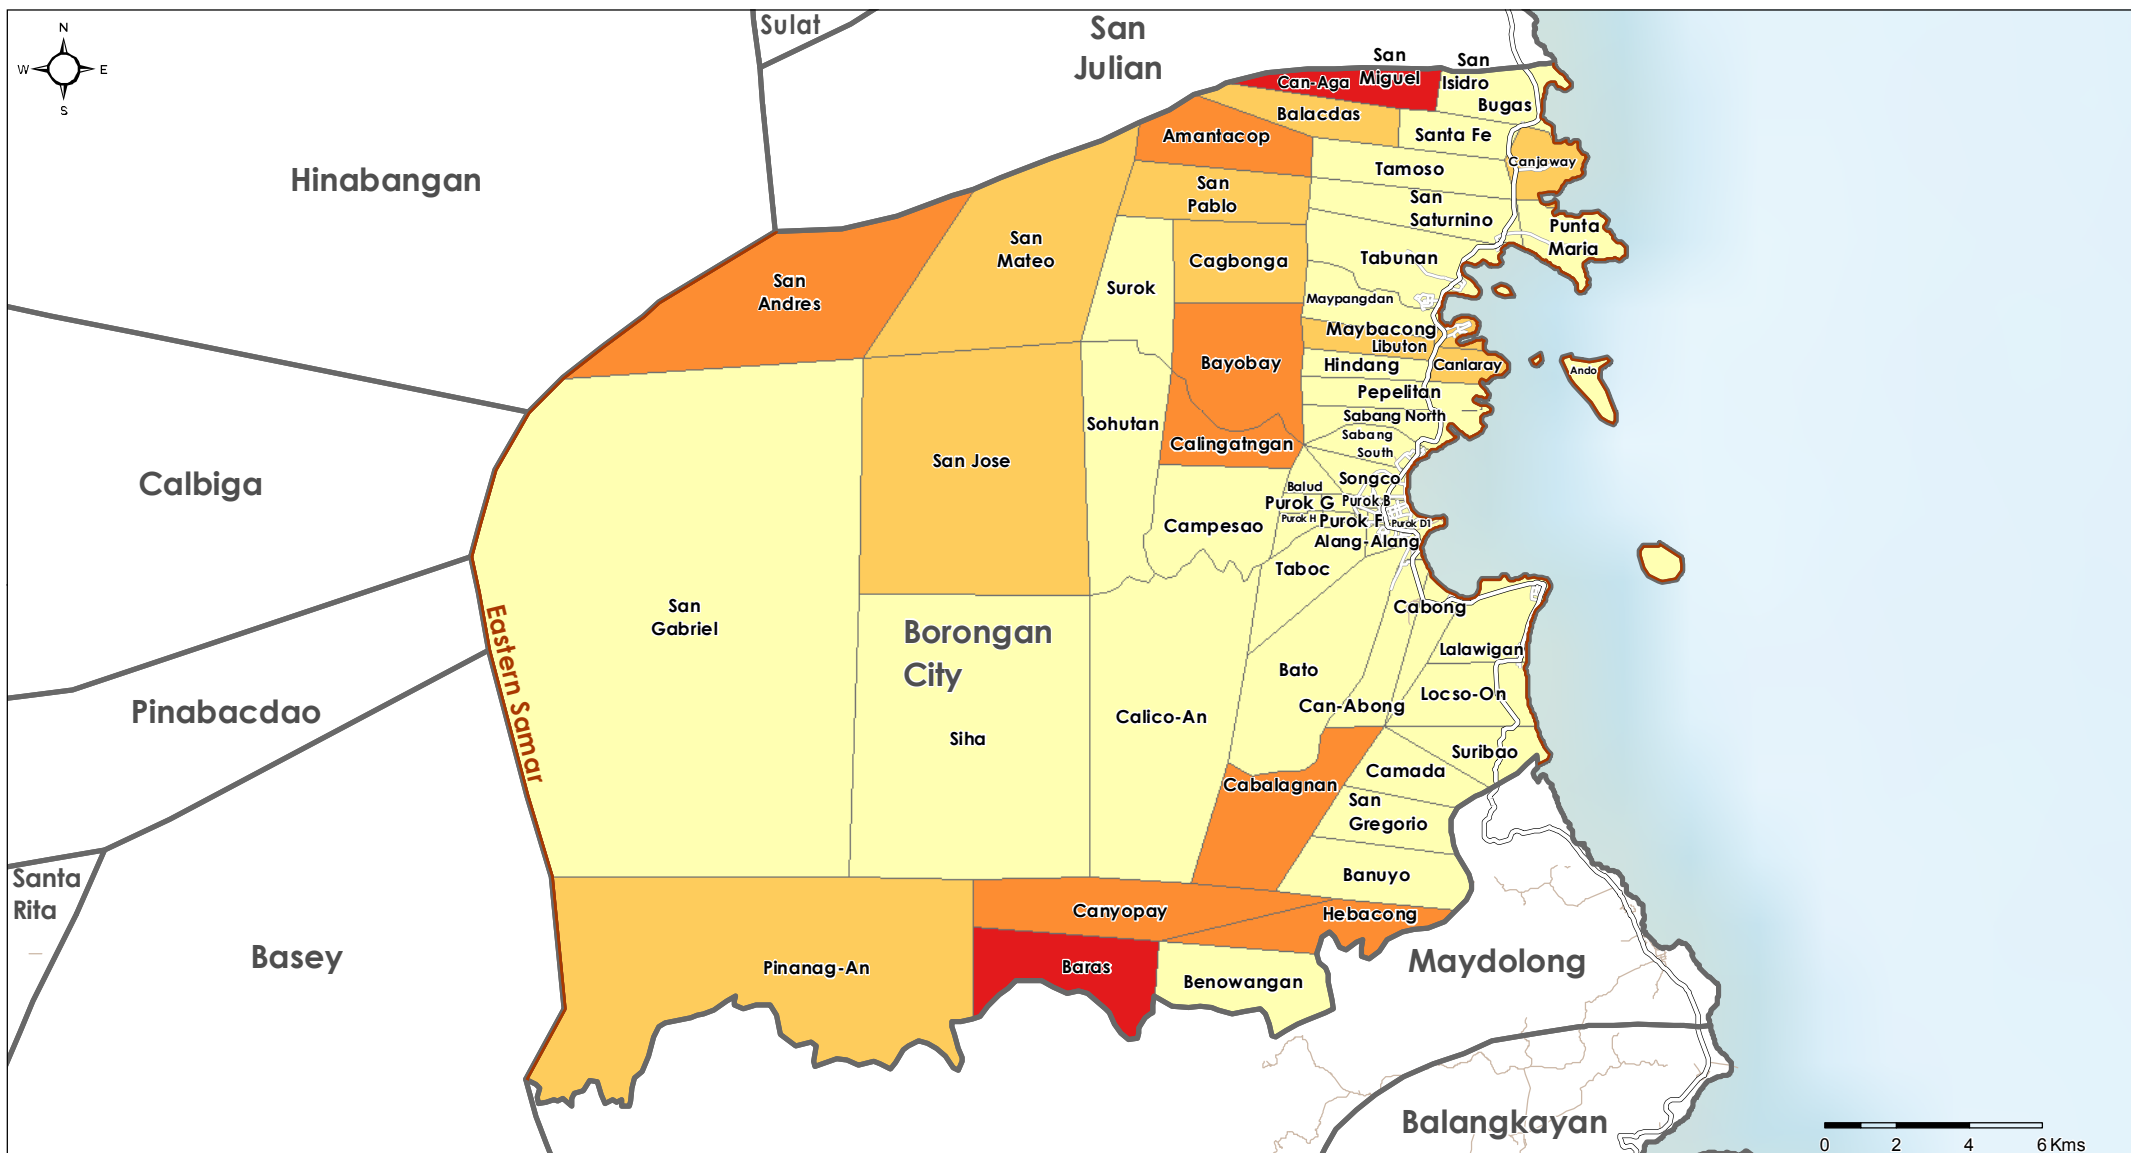 Sulat
San
Julian
N
W
E
S
San
Miguel
San
Isidro
Can-Aga
Bugas
Balacdas
Santa Fe
Amantacop
Canjaway
Tamoso
Hinabangan
San
Pablo
San
Saturnino
Punta
Maria
San
Mateo
Cagbonga
Tabunan
San
Andres
Surok
Maypangdan
Maybacong
Libuton
Bayobay
Hindang
Canlaray
Ando
Pepelitan
Sabang North
Sohutan
Calingatngan
Sabang
South
San Jose
Calbiga
Songco
Balud
Purok G
Purok B
Purok H
Purok F
Purok D1
Campesao
Alang-Alang
Taboc
San
Gabriel
Cabong
Borongan
City
Eastern Samar
Lalawigan
Bato
Locso-On
Pinabacdao
Calico-An
Can-Abong
Siha
Suribao
Camada
Cabalagnan
San
Gregorio
Santa
Rita
Banuyo
Canyopay
Hebacong
Basey
Pinanag-An
Baras
Benowangan
Maydolong
Balangkayan
0 2 4 6 Kms